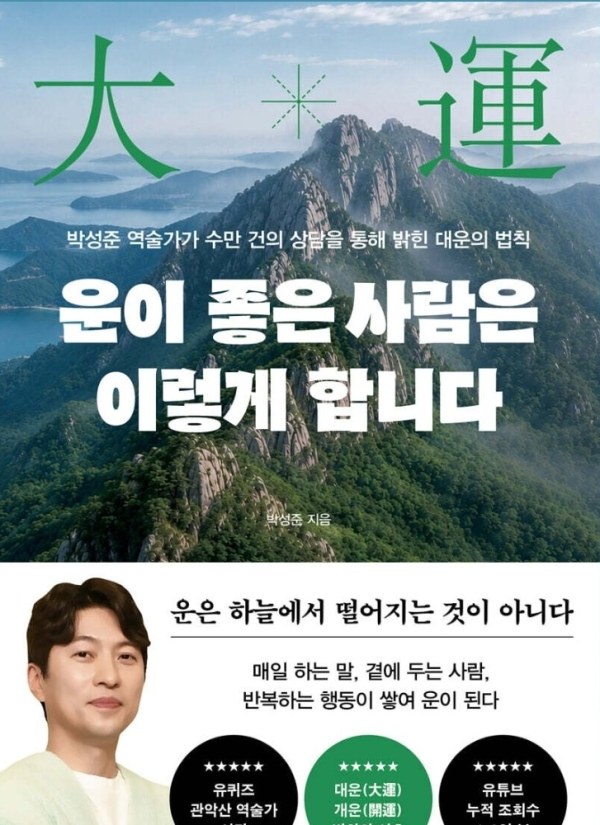 大 運
박성준 역술가가 수만 건의 상담을 통해 밝힌 대운의 법칙
운이 좋은 사람은
이렇게 합니다
박성준 지음
운은 하늘에서 떨어지는 것이 아니다
매일 하는 말, 곁에 두는 사람,
반복하는 행동이 쌓여 운이 된다
★★★★★
유퀴즈
관악산 역술가
★★★★★
대운(大運)
개운(開運)
★★★★★
유튜브
누적 조회수